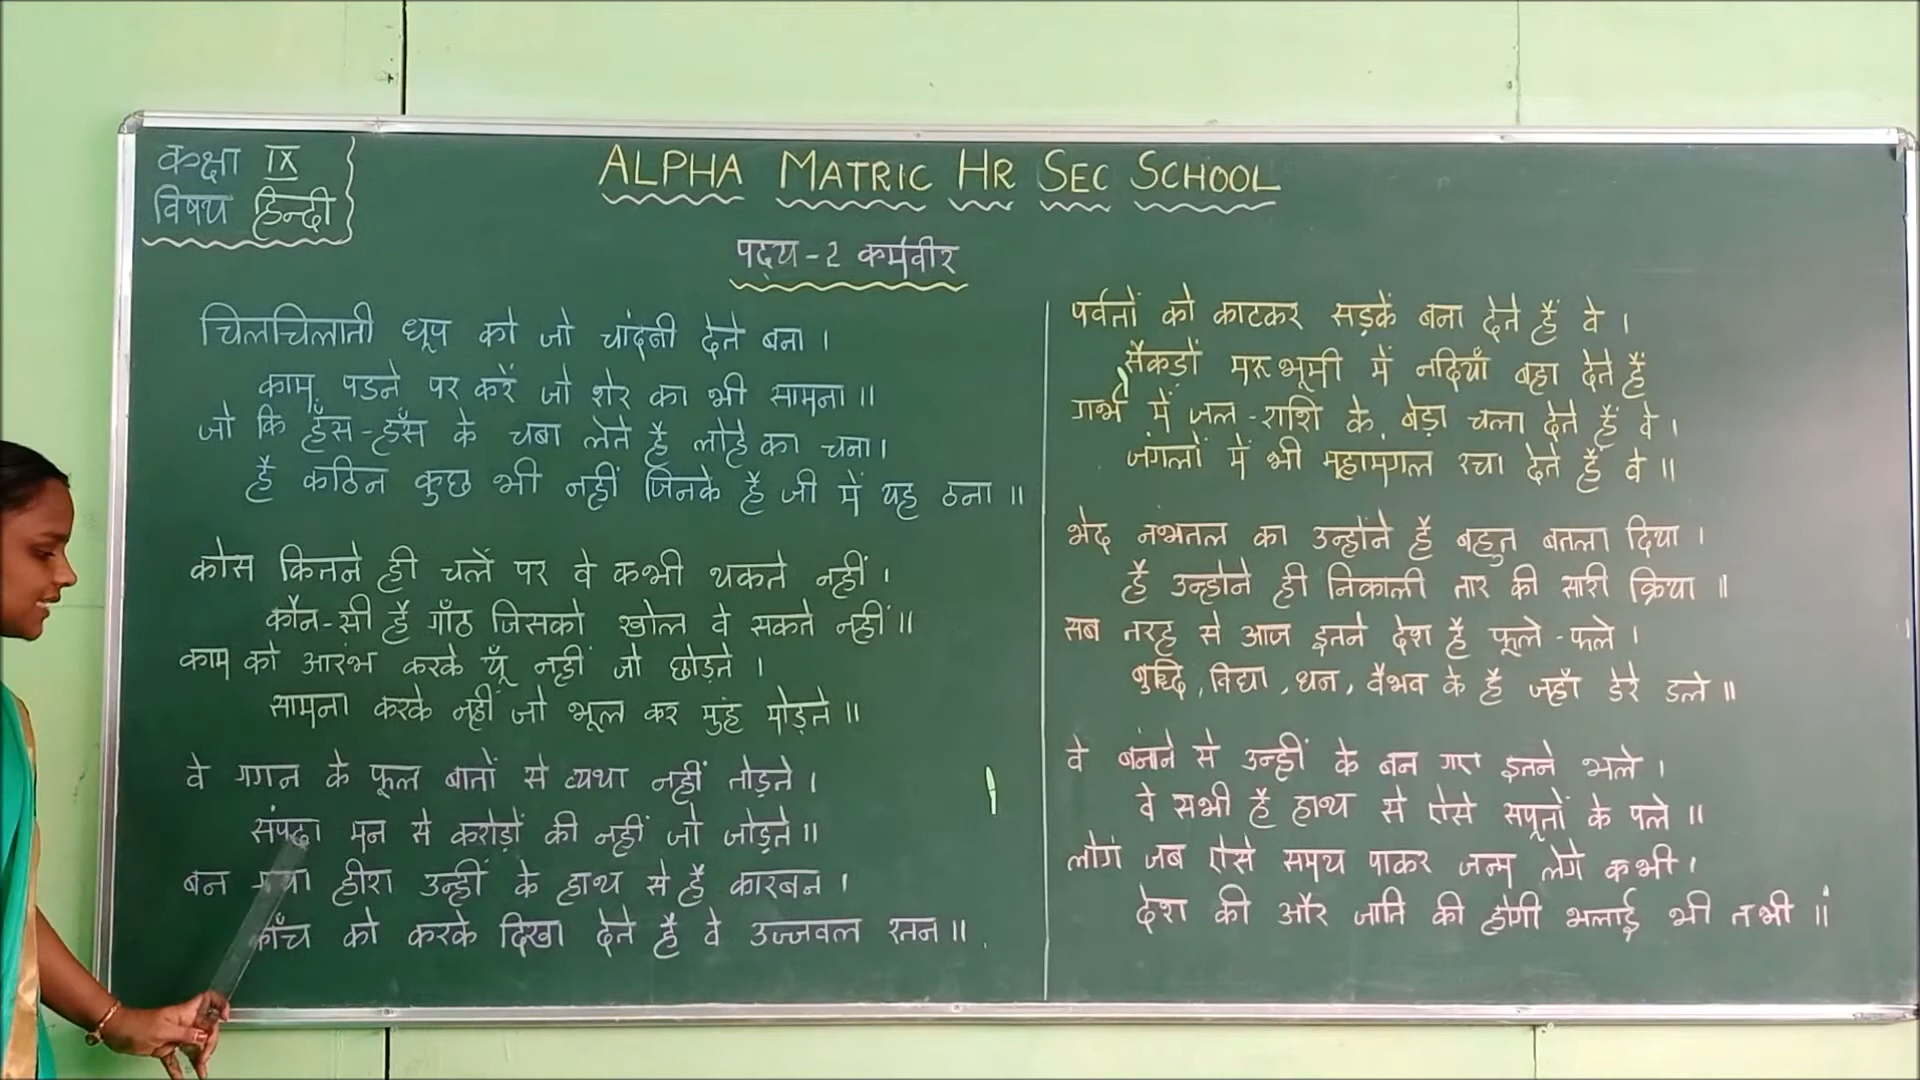 कक्षा IX
विषय हिन्दी
ALPHA MATRIC HR SEC SCHOOL
पद्य-2 कर्मवीर
चिलचिलाती धूप को जो चांदनी देते बना ।
काम पडने पर करें जो शेर का भी सामना ॥
जो कि हँस-हँस के चबा लेते हैं लोहे का चना ।
है कठिन कुछ भी नहीं जिनके हैं जी में यह ठना ॥
कोस कितने ही चलें पर वे कभी थकते नहीं ।
कौन-सी हैं गाँठ जिसको खोल वे सकते नहीं ॥
काम को आरंभ करके यूँ नहीं जो छोड़ते ।
सामना करके नहीं जो भूल कर मुंह मोड़ते ॥
वे गगन के फूल बातों से व्यथा नहीं तोड़ते ।
संपदा मन से करोड़ों की नहीं जो जोड़ते ॥
बन गया हीरा उन्हीं के हाथ से हैं कारबन ।
काँच को करके दिखा देते हैं वे उज्जवल रतन ॥
पर्वतों को काटकर सड़कें बना देते हैं वे ।
सैकड़ों मरूभूमी में नदियाँ बहा देते हैं
गर्भ में जल-राशि के बेड़ा चला देते हैं वे ।
जंगलों में भी महामंगल रचा देते हैं वे ॥
भेद नभतल का उन्होंने हैं बहुत बतला दिया ।
हैं उन्होने ही निकाली तार की सारी क्रिया ॥
सब तरह से आज इतने देश हैं फूले-फले ।
बुध्दि, विद्या, धन, वैभव के हैं जहाँ डेरे डले ॥
वे बनाने से उन्हीं के बन गए इतने भले ।
वे सभी हैं हाथ से ऐसे सपूतों के पले ॥
लोग जब ऐसे समय पाकर जन्म लेगे कभी ।
देश की और जाति की होगी भलाई भी तभी ॥